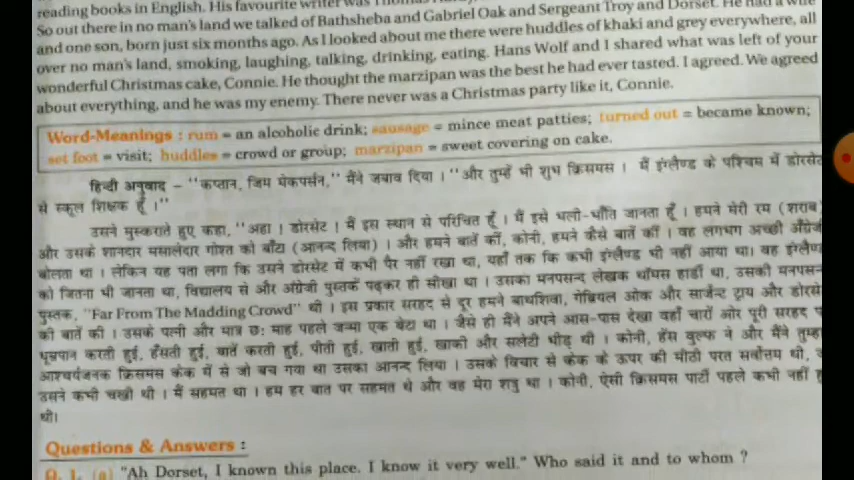 reading books in English. His favourite writer was Thomas
So out there in no man's land we talked of Bathsheba and Gabriel Oak and Sergeant Troy and Dorset. He had a wife
and one son, born just six months ago. As I looked about me there were huddles of khaki and grey everywhere, all
over no man's land, smoking, laughing, talking, drinking, eating. Hans Wolf and I shared what was left of your
wonderful Christmas cake, Connie. He thought the marzipan was the best he had ever tasted. I agreed. We agreed
about everything, and he was my enemy. There never was a Christmas party like it, Connie.
Word-Meanings : rum = an alcoholic drink; sausage = mince meat patties; turned out = became known;
set foot = visit; huddles = crowd or group; marzipan = sweet covering on cake.
हिन्दी अनुवाद – "कप्तान, जिम मेकपर्सन," मैंने जवाब दिया। "और तुम्हें भी शुभ क्रिसमस। मैं इंग्लैण्ड के पश्चिम में डोरसेट
से स्कूल शिक्षक हूँ।"
उसने मुस्कराते हुए कहा, "अहा। डोरसेट। मैं इस स्थान से परिचित हूँ। मैं इसे भली-भाँति जानता हूँ। हमने मेरी रम (शराब)
और उसके शानदार मसालेदार गोश्त को बाँटा (आनन्द लिया)। और हमने बातें कीं, कोनी, हमने कैसे बातें कीं। वह लगभग अच्छी अँग्रेजी
बोलता था। लेकिन यह पता लगा कि उसने डोरसेट में कभी पैर नहीं रखा था, यहाँ तक कि कभी इंग्लैण्ड भी नहीं आया था। वह इंग्लैण्ड
को जितना भी जानता था, विद्यालय से और अंग्रेजी पुस्तकें पढ़कर ही सीखा था। उसका मनपसन्द लेखक थॉमस हार्डी था, उसकी मनपसन्द
पुस्तक, "Far From The Madding Crowd" थी। इस प्रकार सरहद से दूर हमने बाथशिवा, गेब्रियल ओक और सार्जेन्ट ट्राय और डोरसेट
की बातें की। उसके पत्नी और मात्र छः माह पहले जन्मा एक बेटा था। जैसे ही मैंने अपने आस-पास देखा वहाँ चारों और पूरी सरहद
धूम्रपान करती हुई, हँसती हुई, बातें करती हुई, पीती हुई, खाती हुई, खाकी और सलेटी भीड़ थी। कोनी, हँस वुल्फ ने और मैंने
आश्चर्यजनक क्रिसमस केक में से जो बच गया था उसका आनन्द लिया। उसके विचार से केक के ऊपर की मीठी परत सर्वोत्तम थी,
उसने कभी चखी थी। मैं सहमत था। हम हर बात पर सहमत थे और वह मेरा शत्रु था। कोनी, ऐसी क्रिसमस पार्टी पहले कभी नहीं
थी।
Questions & Answers :
Q. 1. (a) "Ah Dorset, I known this place. I know it very well." Who said it and to whom ?